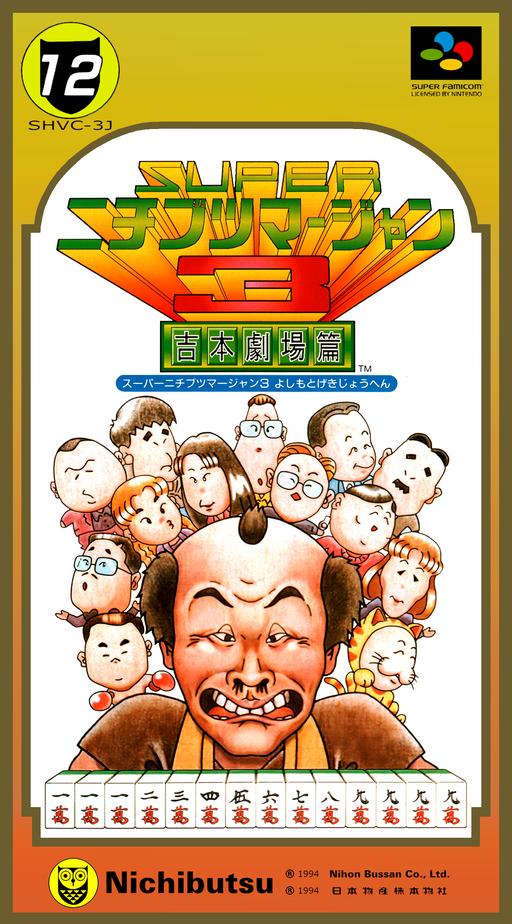 12
SHVC-3J
SUPER FAMICOM
LICENSED BY NINTENDO
SUPER
ニチブツマージャン
3
吉本劇場篇
TM
スーパーニチブツマージャン3 よしもとげきじょうへん
一 一 一 二 三 四 伍 六 七 八 九 九 九 九
萬 萬 萬 萬 萬 萬 萬 萬 萬 萬 萬 萬 萬 萬
Nichibutsu
® 1994 Nihon Bussan Co., Ltd.
® 1994 日本物産株本物社